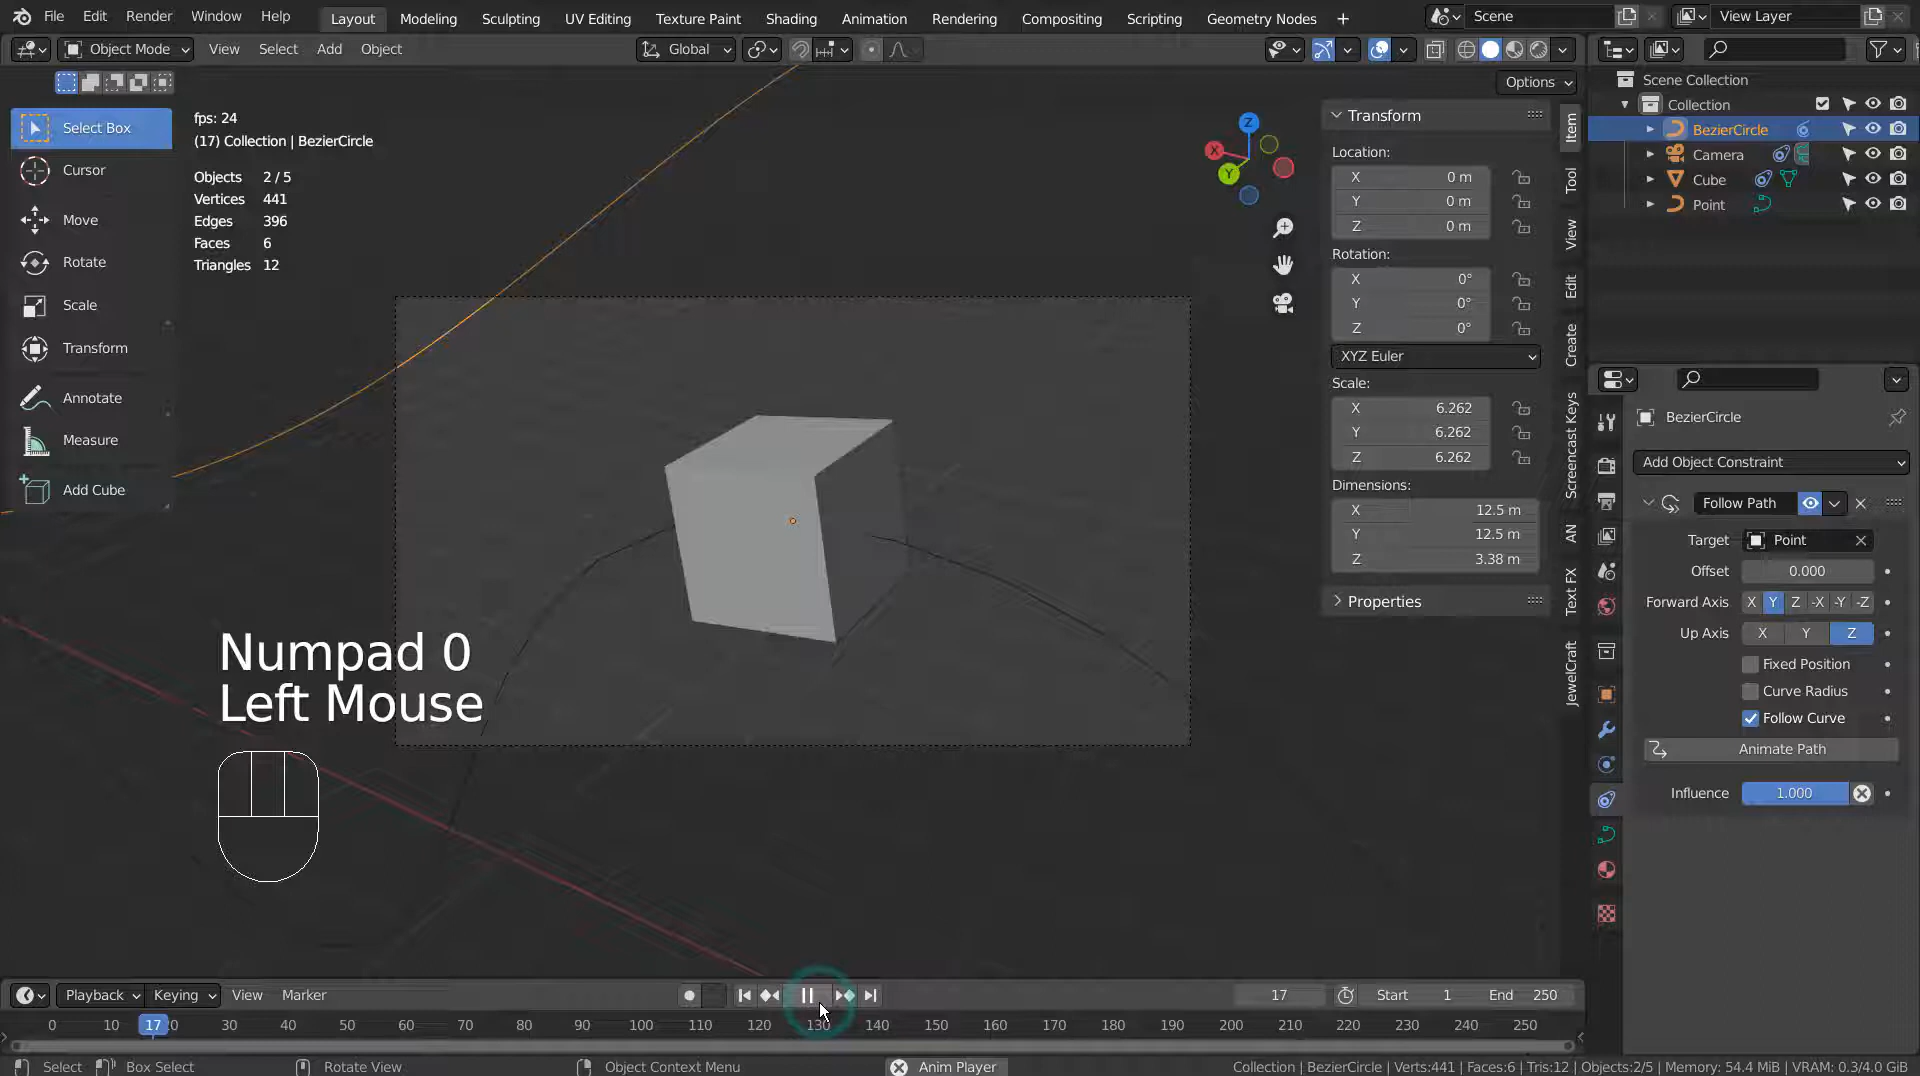 File Edit Render Window Help Layout Modeling Sculpting UV Editing Texture Paint Shading Animation Rendering Compositing Scripting Geometry Nodes + Scene View Layer
Object Mode View Select Add Object Global
Options
Select Box
Cursor
Move
Rotate
Scale
Transform
Annotate
Measure
Add Cube
fps: 24
(17) Collection | BezierCircle
Objects 2 / 5
Vertices 441
Edges 396
Faces 6
Triangles 12
Z
X
Y
Transform
Location:
X 0 m
Y 0 m
Z 0 m
Rotation:
X 0°
Y 0°
Z 0°
XYZ Euler
Scale:
X 6.262
Y 6.262
Z 6.262
Dimensions:
X 12.5 m
Y 12.5 m
Z 3.38 m
Properties
Item
Tool
View
Edit
Create
Screencast Keys
AN
Text FX
JewelCraft
Scene Collection
Collection
BezierCircle
Camera
Cube
Point
BezierCircle
Add Object Constraint
Follow Path
Target Point
Offset 0.000
Forward Axis X Y Z -X -Y -Z
Up Axis X Y Z
Fixed Position
Curve Radius
Follow Curve
Animate Path
Influence 1.000
Numpad 0
Left Mouse
Playback Keying View Marker 17 Start 1 End 250
0 10 17 20 30 40 50 60 70 80 90 100 110 120 130 140 150 160 170 180 190 200 210 220 230 240 250
Select Box Select Rotate View Object Context Menu Anim Player Collection | BezierCircle | Verts:441 | Faces:6 | Tris:12 | Objects:2/5 | Memory: 54.4 MiB | VRAM: 0.3/4.0 GiB